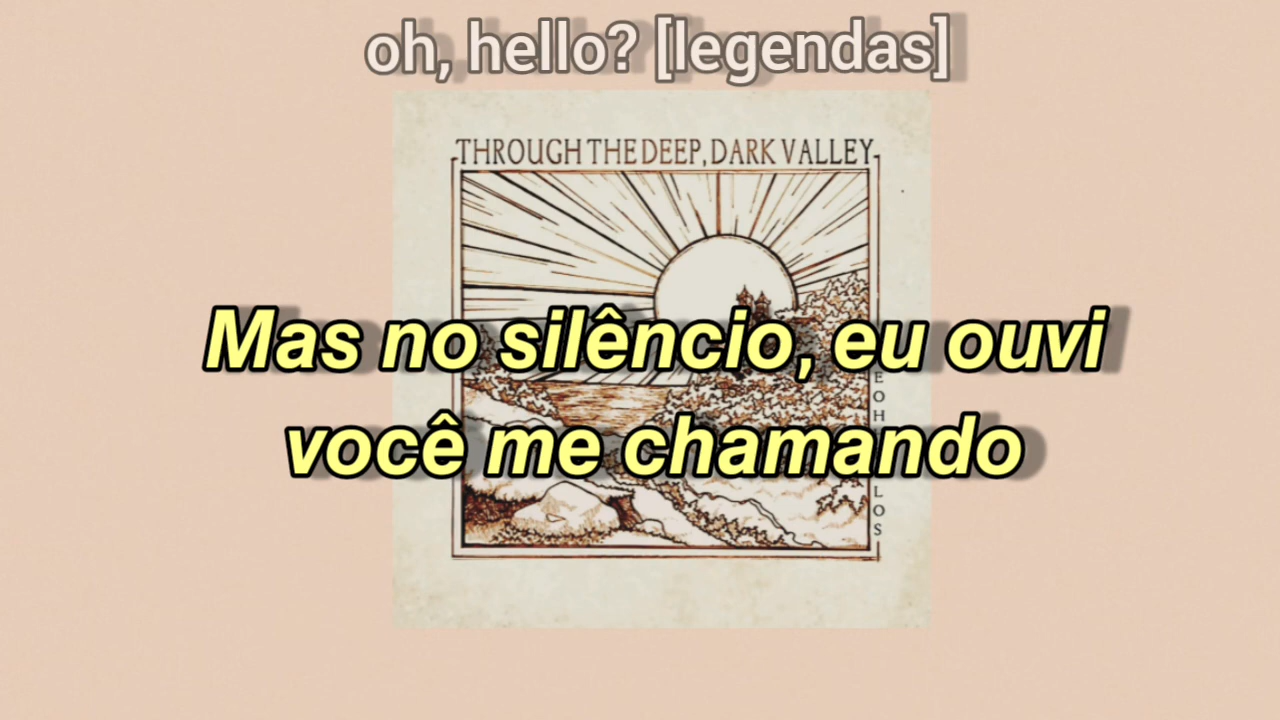 oh, hello? [legendas]
THROUGH THE DEEP, DARK VALLEY
Mas no silêncio, eu ouvi
você me chamando